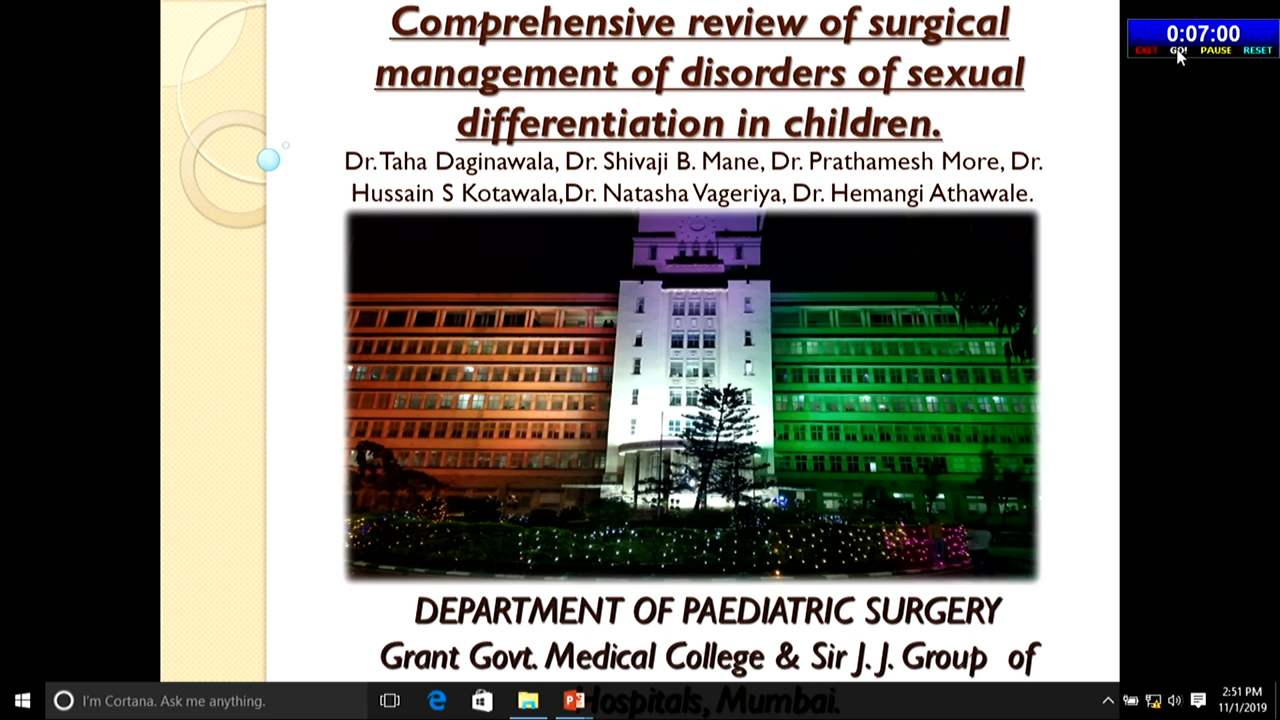 Comprehensive review of surgical
management of disorders of sexual
differentiation in children.
Dr. Taha Daginawala, Dr. Shivaji B. Mane, Dr. Prathamesh More, Dr.
Hussain S Kotawala,Dr. Natasha Vageriya, Dr. Hemangi Athawale.
DEPARTMENT OF PAEDIATRIC SURGERY
Grant Govt. Medical College & Sir J. J. Group of
Hospitals, Mumbai.
0:07:00
EXIT GO! PAUSE RESET
I'm Cortana. Ask me anything.
2:51 PM
11/1/2019